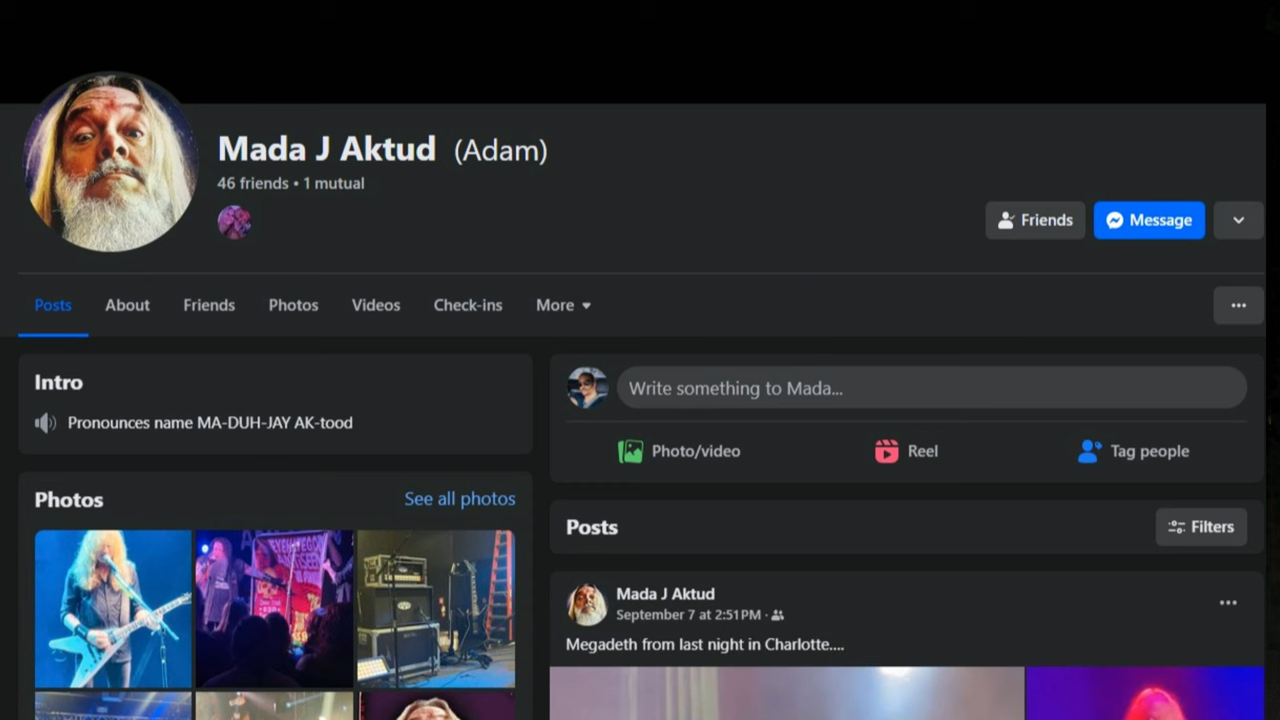 Mada J Aktud (Adam)
46 friends • 1 mutual
Friends
Message
Posts
About
Friends
Photos
Videos
Check-ins
More
Intro
Pronounces name MA-DUH-JAY AK-tood
Photos
See all photos
Write something to Mada...
Photo/video
Reel
Tag people
Posts
Filters
Mada J Aktud
September 7 at 2:51 PM ·
Megadeth from last night in Charlotte....